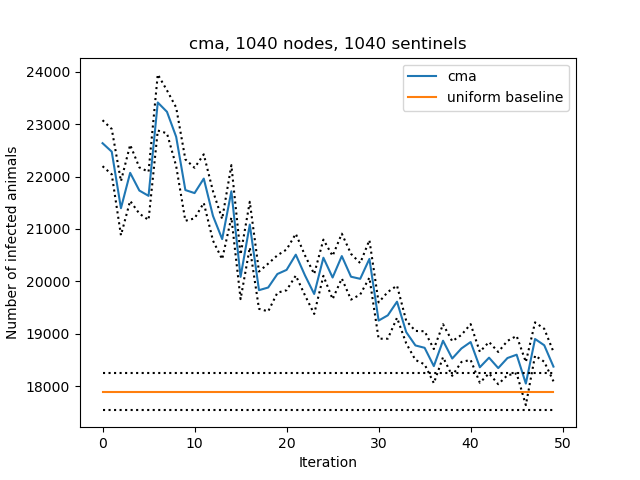 cma, 1040 nodes, 1040 sentinels
24000
23000
22000
21000
20000
19000
18000
Number of infected animals
cma
uniform baseline
0
10
20
30
40
50
Iteration